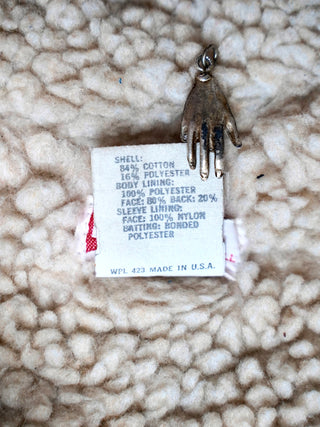 SHELL:
84% COTTON
16% POLYESTER
BODY LINING:
100% POLYESTER
FACE: 80% BACK: 20%
SLEEVE LINING:
FACE: 100% NYLON
BATTING: BONDED
POLYESTER
WPL 423 MADE IN U.S.A.